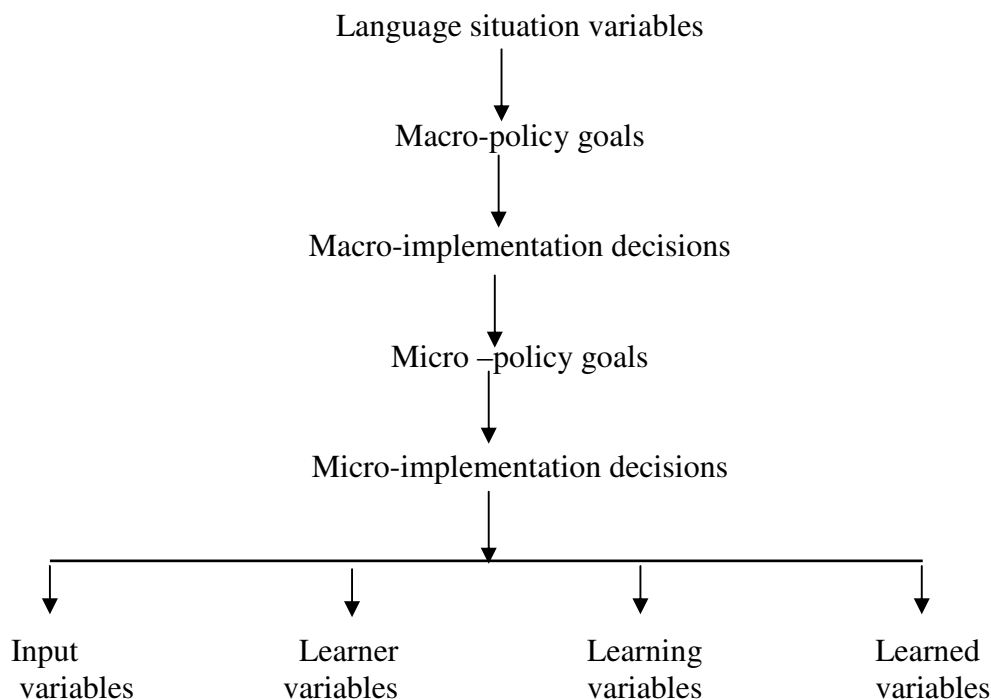 Language situation variables
Macro-policy goals
Macro-implementation decisions
Micro –policy goals
Micro-implementation decisions
Input
variables
Learner
variables
Learning
variables
Learned
variables